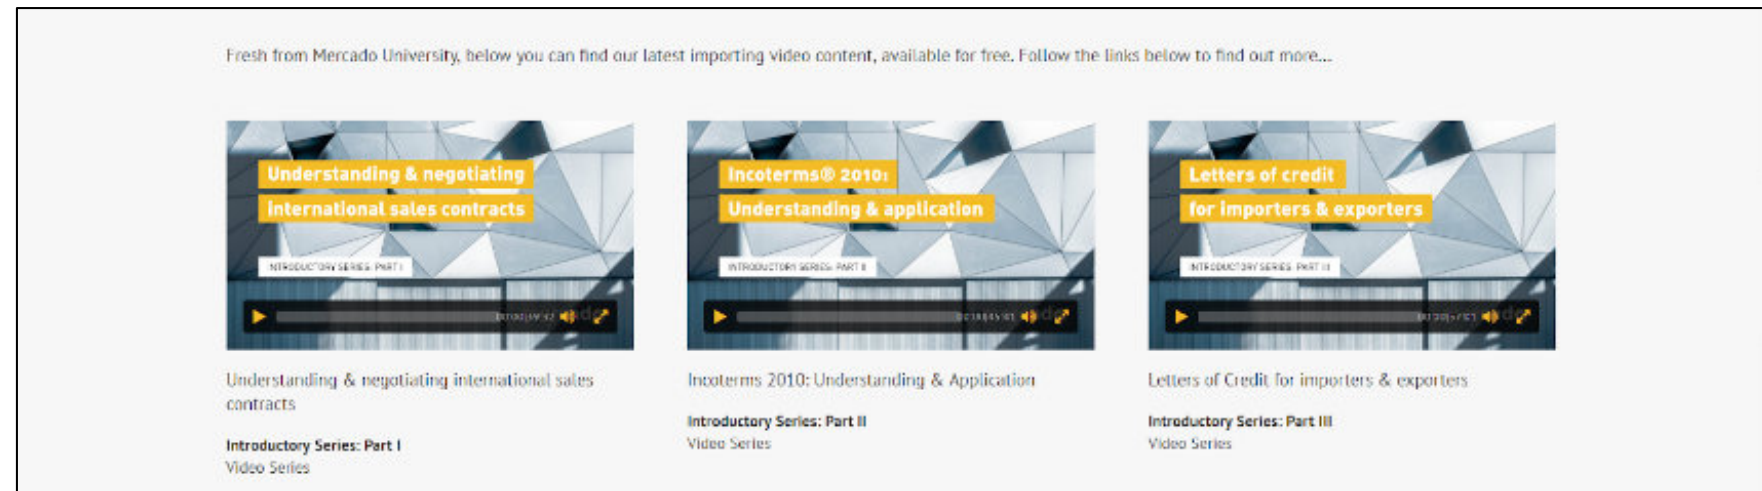 Fresh from Mercado University, below you can find our latest importing video content, available for free. Follow the links below to find out more...
Understanding & negotiating
international sales contracts
INTRODUCTORY SERIES: PART I
Understanding & negotiating international sales
contracts
Introductory Series: Part I
Video Series
Incoterms® 2010:
Understanding & application
INTRODUCTORY SERIES: PART II
Incoterms 2010: Understanding & Application
Introductory Series: Part II
Video Series
Letters of credit
for importers & exporters
INTRODUCTORY SERIES: PART III
Letters of Credit for importers & exporters
Introductory Series: Part III
Video Series